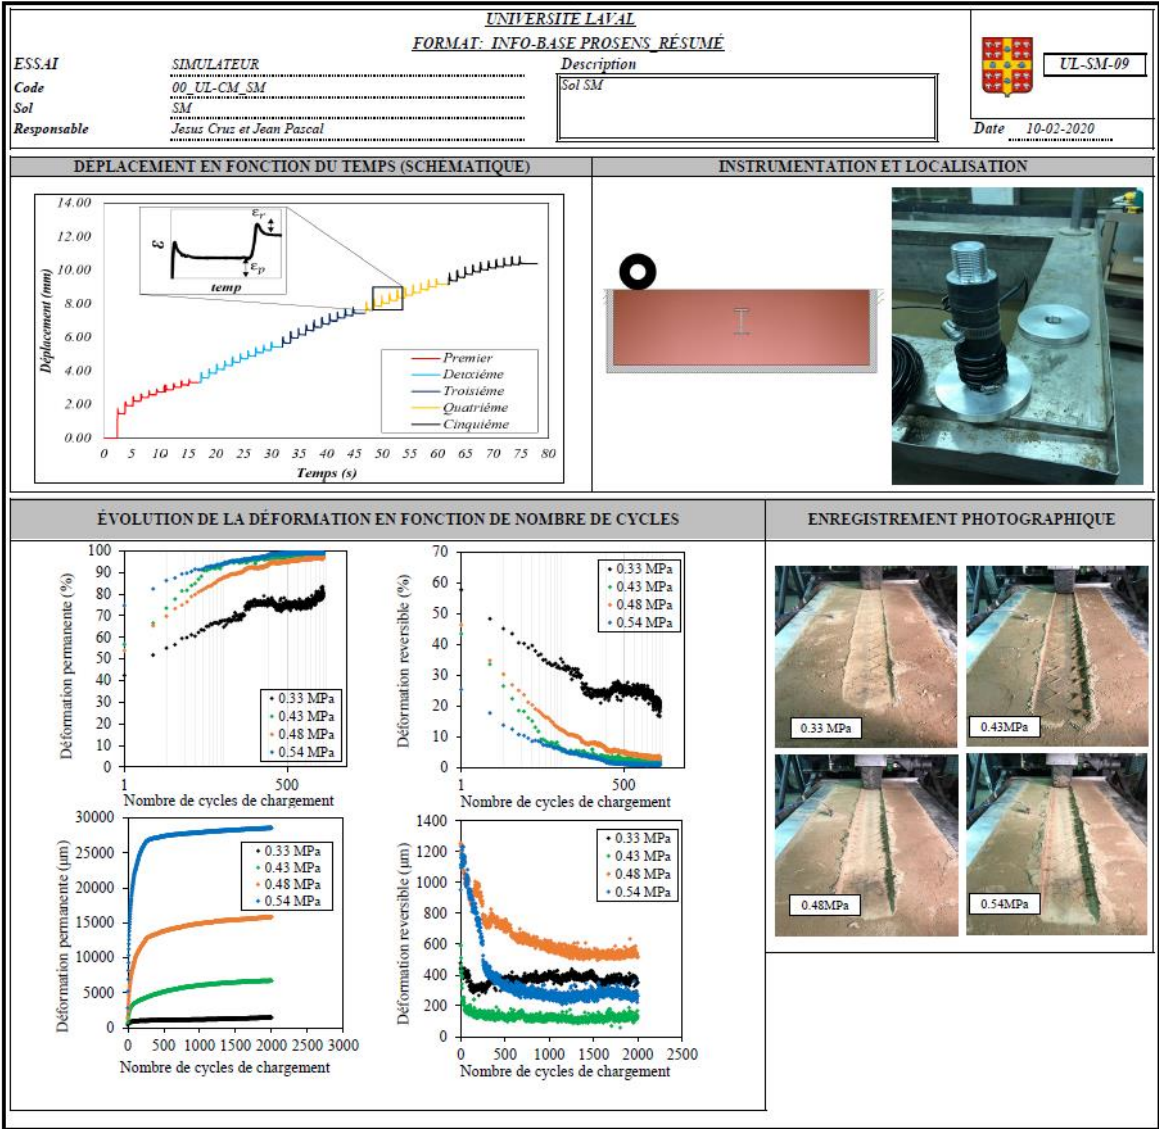 UNIVERSITÉ LAVAL
FORMAT: INFO-BASE PROSENS_RÉSUMÉ
ESSAI SIMULATEUR
Code 00_UL-CM_SM
Sol SM
Responsable Jesus Cruz et Jean Pascal
Description
Sol SM
UL-SM-09
Date 10-02-2020
DÉPLACEMENT EN FONCTION DU TEMPS (SCHÉMATIQUE)
14.00
12.00
10.00
8.00
6.00
4.00
2.00
0.00
Déplacement (mm)
ε
εr
εp
temp
Premier
Deuxiéme
Troisiéme
Quatriéme
Cinquiéme
0 5 10 15 20 25 30 35 40 45 50 55 60 65 70 75 80
Temps (s)
INSTRUMENTATION ET LOCALISATION
ÉVOLUTION DE LA DÉFORMATION EN FONCTION DE NOMBRE DE CYCLES
Déformation permanente (%)
100
90
80
70
60
50
40
30
20
10
0
0.33 MPa
0.43 MPa
0.48 MPa
0.54 MPa
1 500
Nombre de cycles de chargement
Déformation reversible (%)
70
60
50
40
30
20
10
0
0.33 MPa
0.43 MPa
0.48 MPa
0.54 MPa
1 500
Nombre de cycles de chargement
Déformation permanente (μm)
30000
25000
20000
15000
10000
5000
0
0.33 MPa
0.43 MPa
0.48 MPa
0.54 MPa
0 500 1000 1500 2000 2500 3000
Nombre de cycles de chargement
Déformation reversible (μm)
1400
1200
1000
800
600
400
200
0
0.33 MPa
0.43 MPa
0.48 MPa
0.54 MPa
0 500 1000 1500 2000 2500
Nombre de cycles de chargement
ENREGISTREMENT PHOTOGRAPHIQUE
0.33 MPa
0.43MPa
0.48MPa
0.54MPa